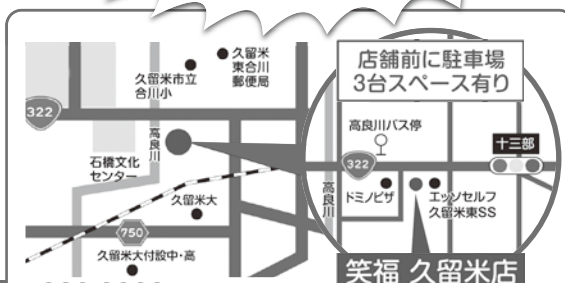 久留米
東合川
郵便局
久留米市立
合川小
322
高良川
石橋文化
センター
久留米大
750
久留米大付設中・高
店舗前に駐車場
3台スペース有り
高良川バス停
十三部
322
高良川
ドミノピザ
エッソセルフ
久留米東SS
笑福 久留米店